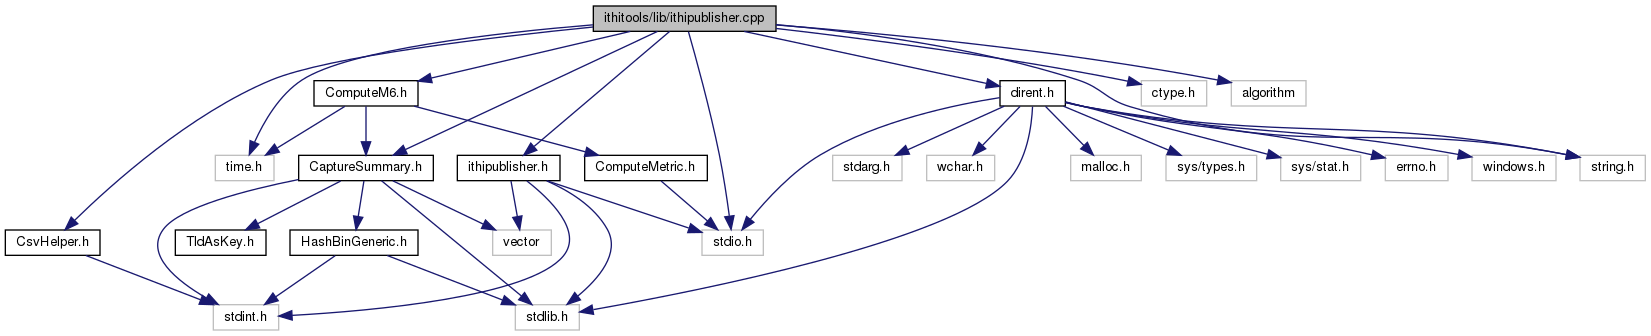 ithitools/lib/ithipublisher.cpp
ComputeM6.h
dirent.h
ctype.h
algorithm
time.h
CaptureSummary.h
ithipublisher.h
ComputeMetric.h
stdarg.h
wchar.h
malloc.h
sys/types.h
sys/stat.h
errno.h
windows.h
string.h
CsvHelper.h
TldAsKey.h
HashBinGeneric.h
vector
stdio.h
stdint.h
stdlib.h